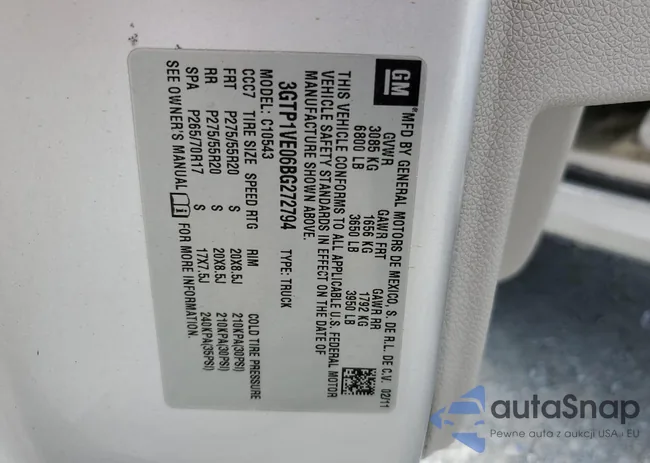 GM
MFD BY GENERAL MOTORS DE MEXICO, S. DE R.L. DE C.V. 02/11
GVWR GAWR FRT GAWR RR
3085 KG 1656 KG 1792 KG
6800 LB 3650 LB 3950 LB
THIS VEHICLE CONFORMS TO ALL APPLICABLE U.S. FEDERAL MOTOR
VEHICLE SAFETY STANDARDS IN EFFECT ON THE DATE OF
MANUFACTURE SHOWN ABOVE.
3GTP1VE06BG272794 TYPE: TRUCK
MODEL: C10543
CCC7 TIRE SIZE SPEED RTG RIM COLD TIRE PRESSURE
FRT P275/55R20 S 20X8.5J 210KPA(30PSI)
RR P275/55R20 S 20X8.5J 210KPA(30PSI)
SPA P265/70R17 S 17X7.5J 240KPA(35PSI)
SEE OWNER'S MANUAL i FOR MORE INFORMATION.
autaSnap
Pewne auta z aukcji USA i EU